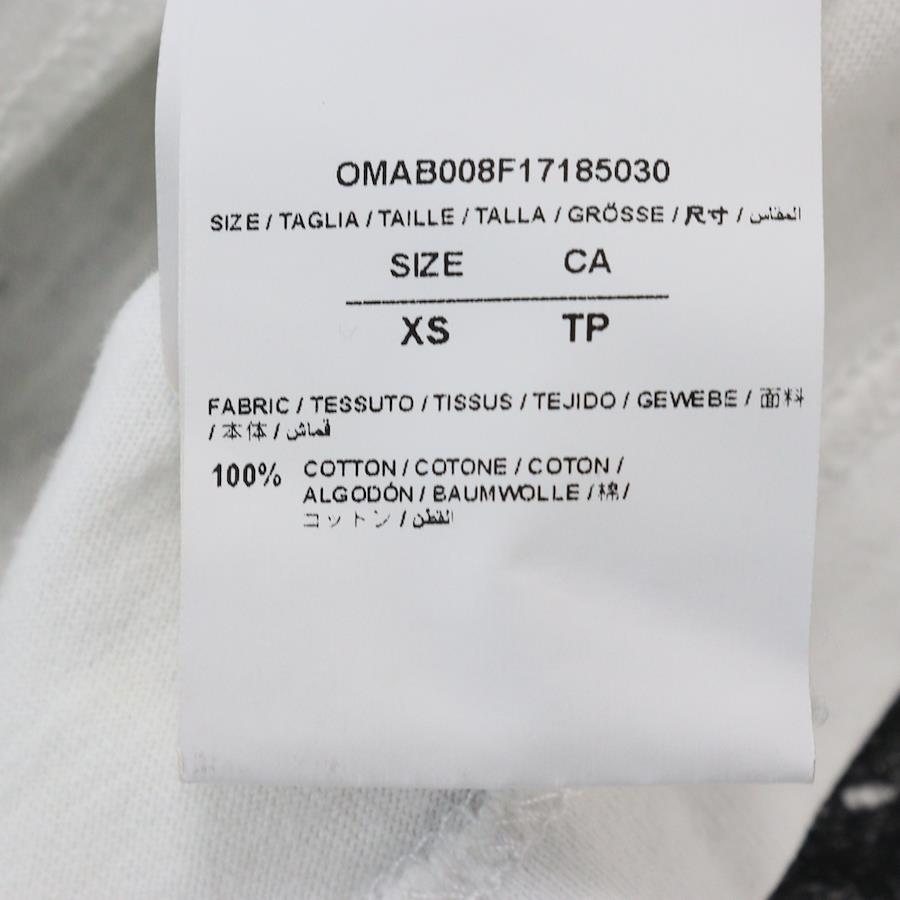 OMAB008F17185030
SIZE / TAGLIA / TAILLE / TALLA / GRÖSSE / 尺寸 / المقاس
SIZE CA
XS TP
FABRIC / TESSUTO / TISSUS / TEJIDO / GEWEBE / 面料
/ 本体 / قماش
100% COTTON / COTONE / COTON /
ALGODÓN / BAUMWOLLE / 棉 /
コットン / القطن